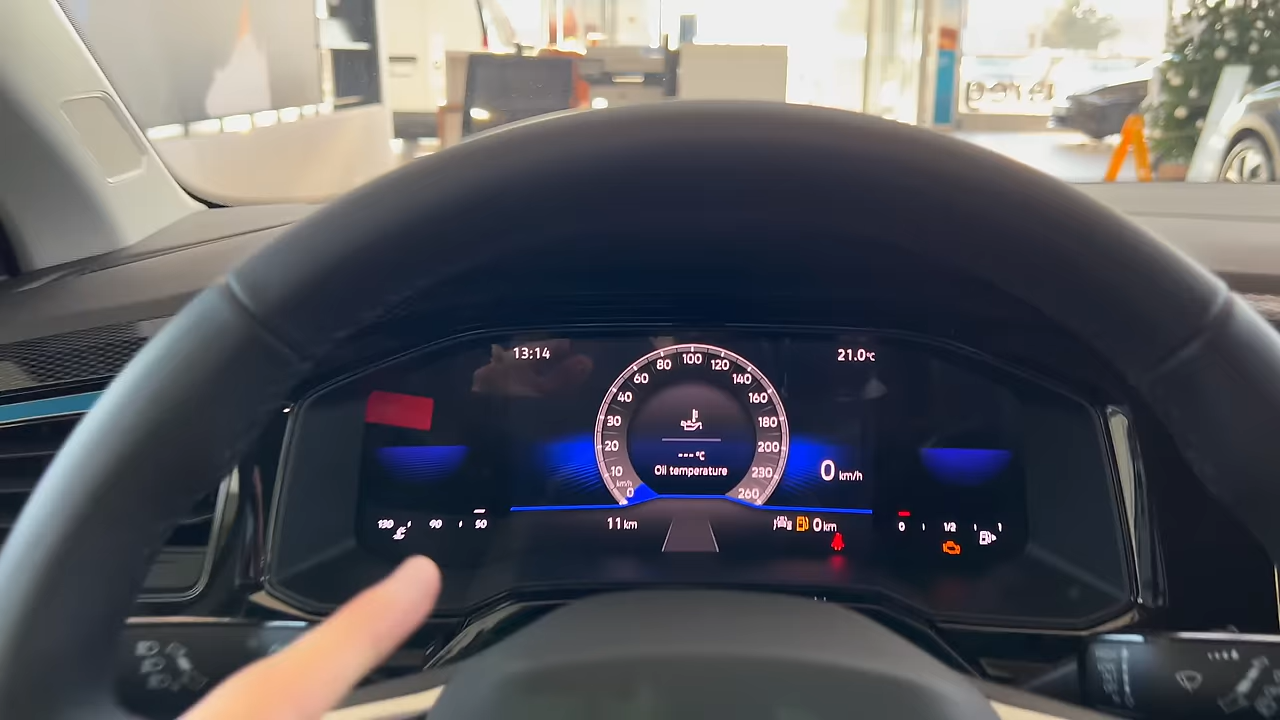 13:14
21.0°C
0
10
20
30
40
60
80
100
120
140
160
180
200
230
260
km/h
---°C
Oil temperature
0 km/h
11 km
0 km
130 90 50
0 1/2 1